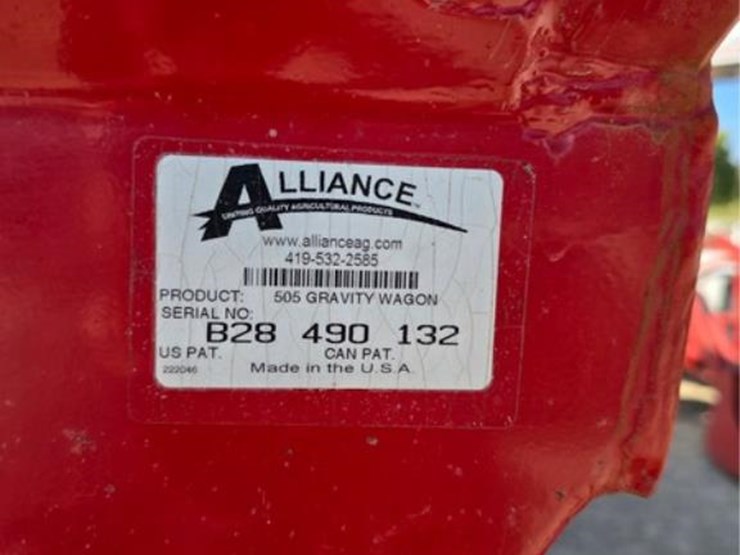 ALLIANCE™
UNITING QUALITY AGRICULTURAL PRODUCTS
www.allianceag.com
419-532-2585
PRODUCT: 505 GRAVITY WAGON
SERIAL NO:
B28 490 132
US PAT. CAN PAT.
222046 Made in the U.S.A.